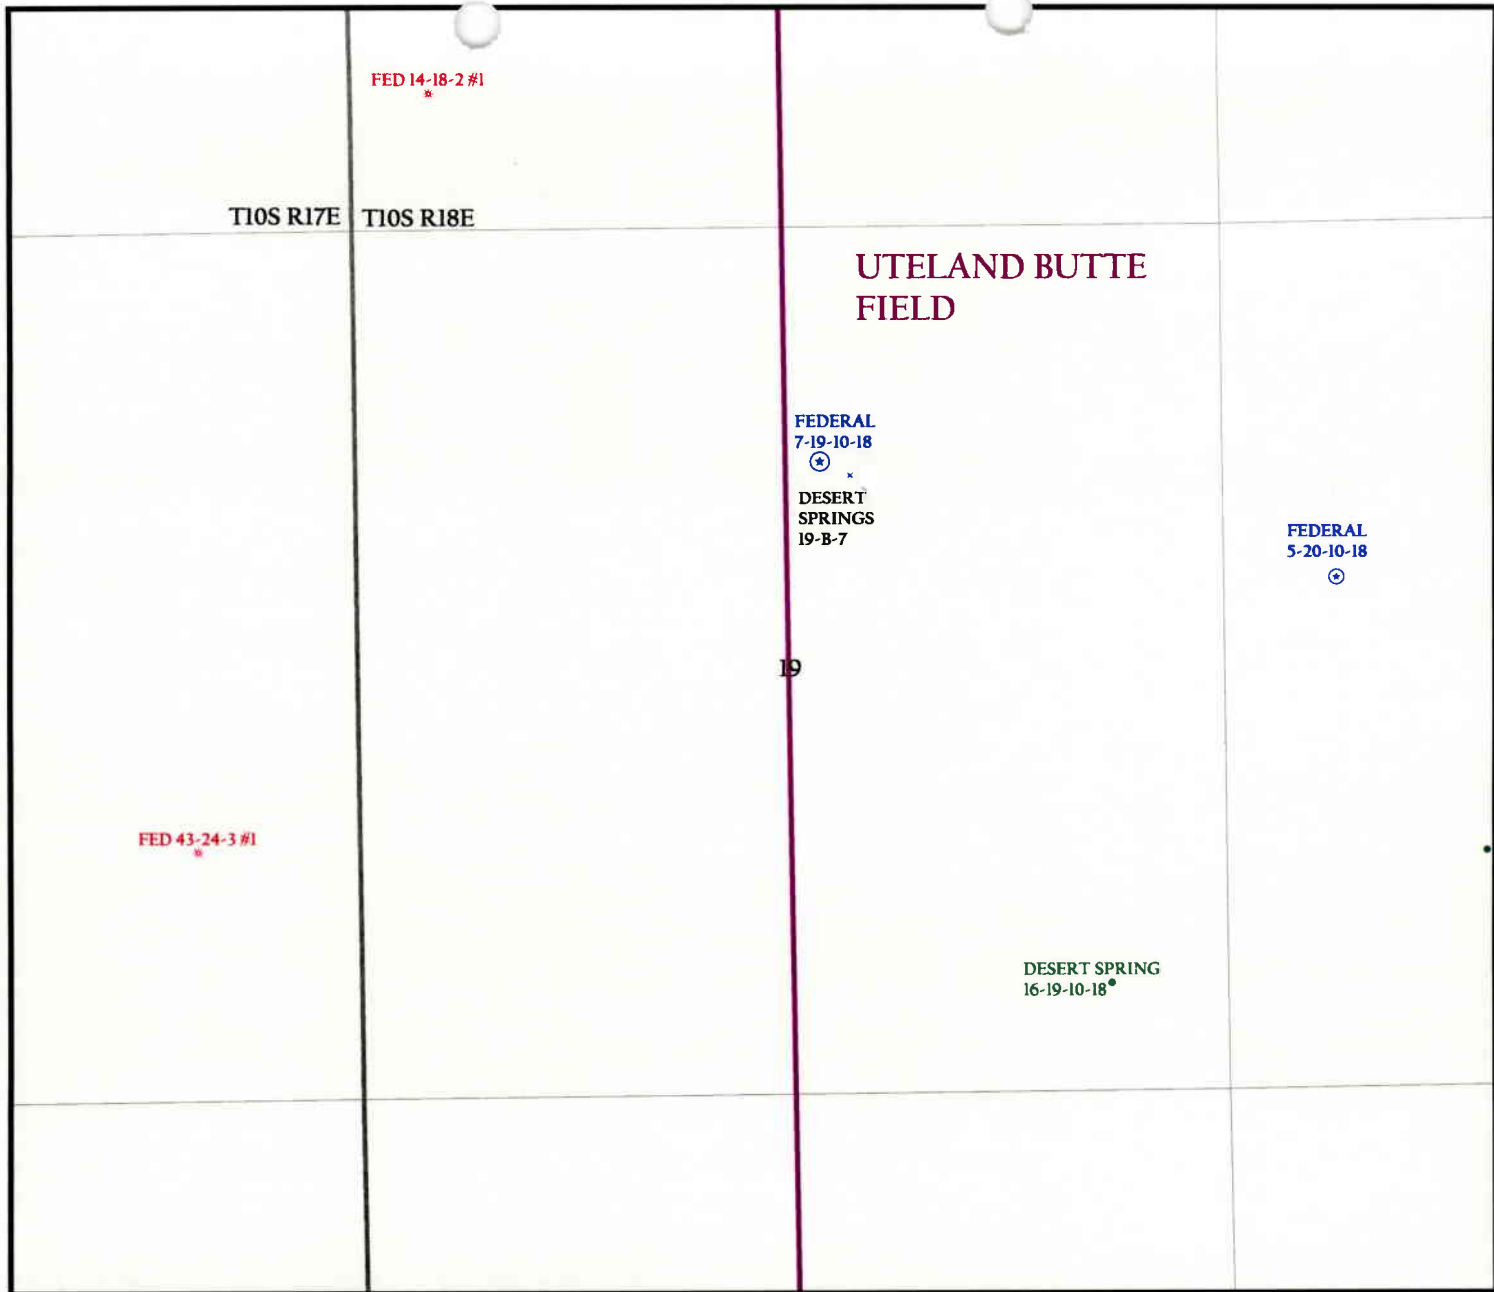 FED 14-18-2 #1
T10S R17E
T10S R18E
UTELAND BUTTE
FIELD
FEDERAL
7-19-10-18
DESERT
SPRINGS
19-B-7
FEDERAL
5-20-10-18
19
FED 43-24-3 #1
DESERT SPRING
16-19-10-18